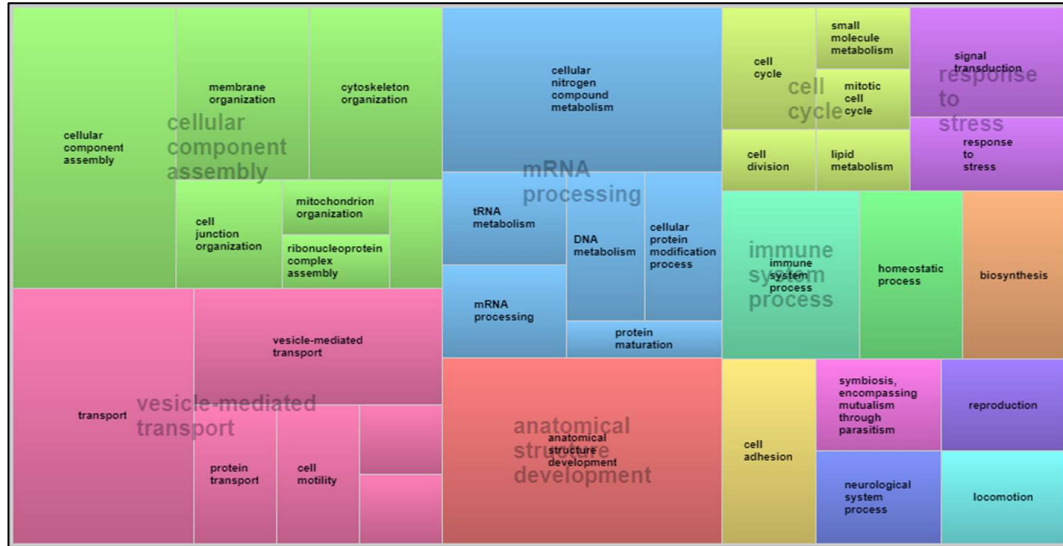 cellular
component
assembly
membrane
organization
cytoskeleton
organization
cellular
component
assembly
cell
junction
organization
mitochondrion
organization
ribonucleoprotein
complex
assembly
transport
vesicle-mediated
transport
vesicle-mediated
transport
protein
transport
cell
motility
cellular
nitrogen
compound
metabolism
mRNA
processing
tRNA
metabolism
DNA
metabolism
cellular
protein
modification
process
mRNA
processing
protein
maturation
anatomical
structure
development
anatomical
structure
development
cell
cycle
small
molecule
metabolism
mitotic
cell
cycle
cell
cycle
cell
division
lipid
metabolism
signal
transduction
response
to
stress
response
to
stress
immune
system
process
immune
system
process
homeostatic
process
biosynthesis
cell
adhesion
symbiosis,
encompassing
mutualism
through
parasitism
reproduction
neurological
system
process
locomotion